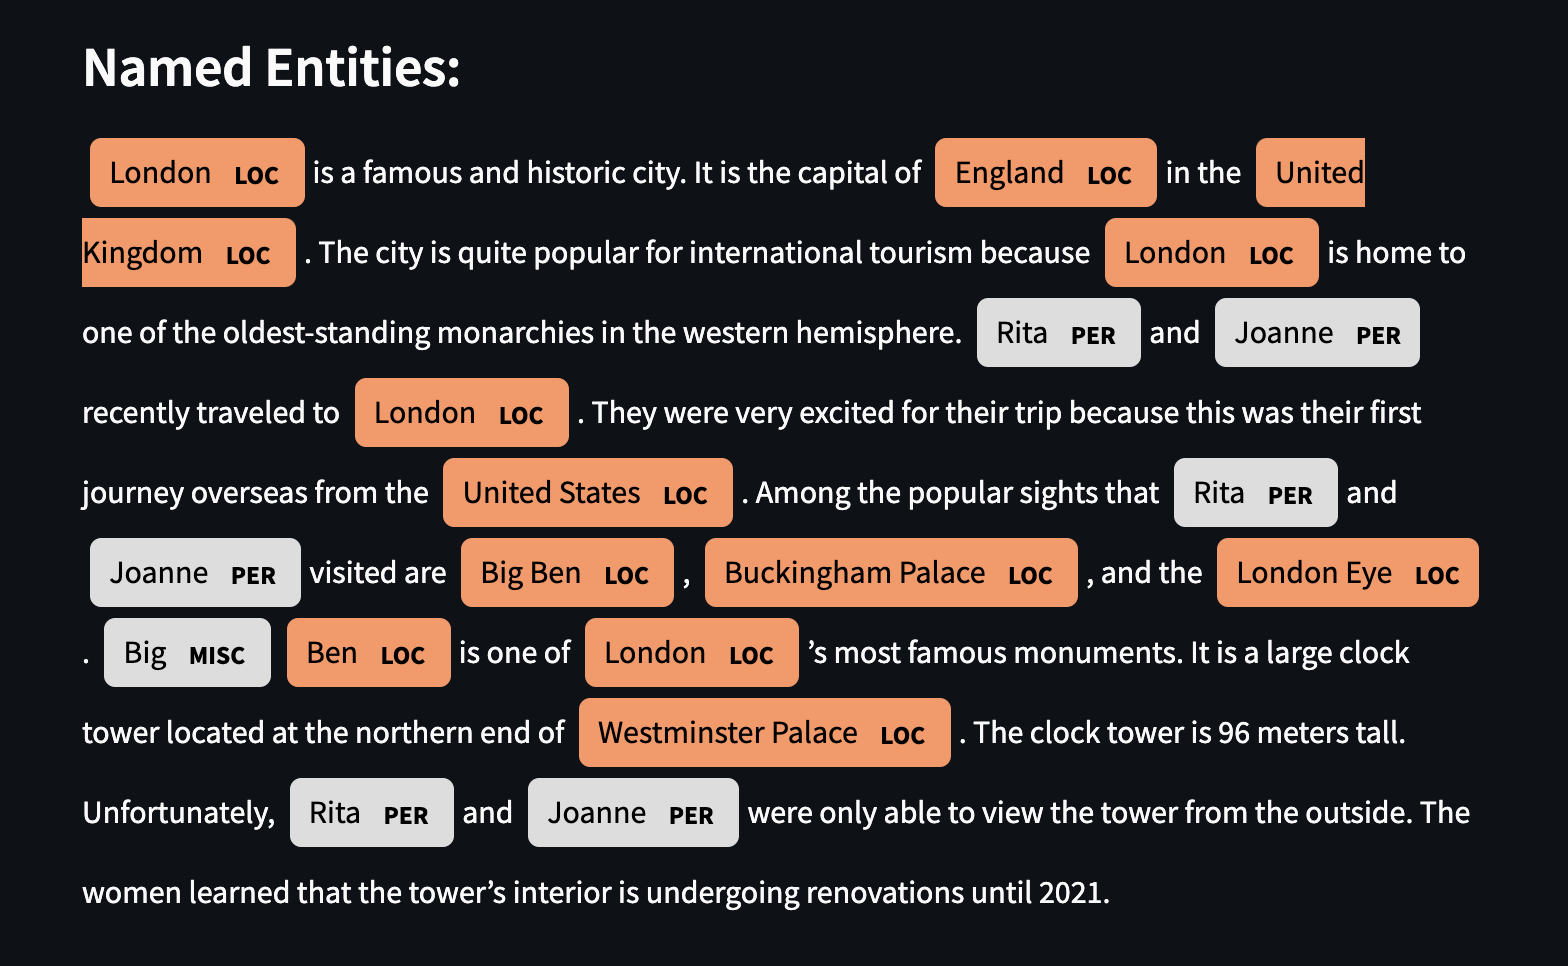 Named Entities:
London LOC is a famous and historic city. It is the capital of England LOC in the United
Kingdom LOC . The city is quite popular for international tourism because London LOC is home to
one of the oldest-standing monarchies in the western hemisphere. Rita PER and Joanne PER
recently traveled to London LOC . They were very excited for their trip because this was their first
journey overseas from the United States LOC . Among the popular sights that Rita PER and
Joanne PER visited are Big Ben LOC , Buckingham Palace LOC , and the London Eye LOC
. Big MISC Ben LOC is one of London LOC ’s most famous monuments. It is a large clock
tower located at the northern end of Westminster Palace LOC . The clock tower is 96 meters tall.
Unfortunately, Rita PER and Joanne PER were only able to view the tower from the outside. The
women learned that the tower’s interior is undergoing renovations until 2021.